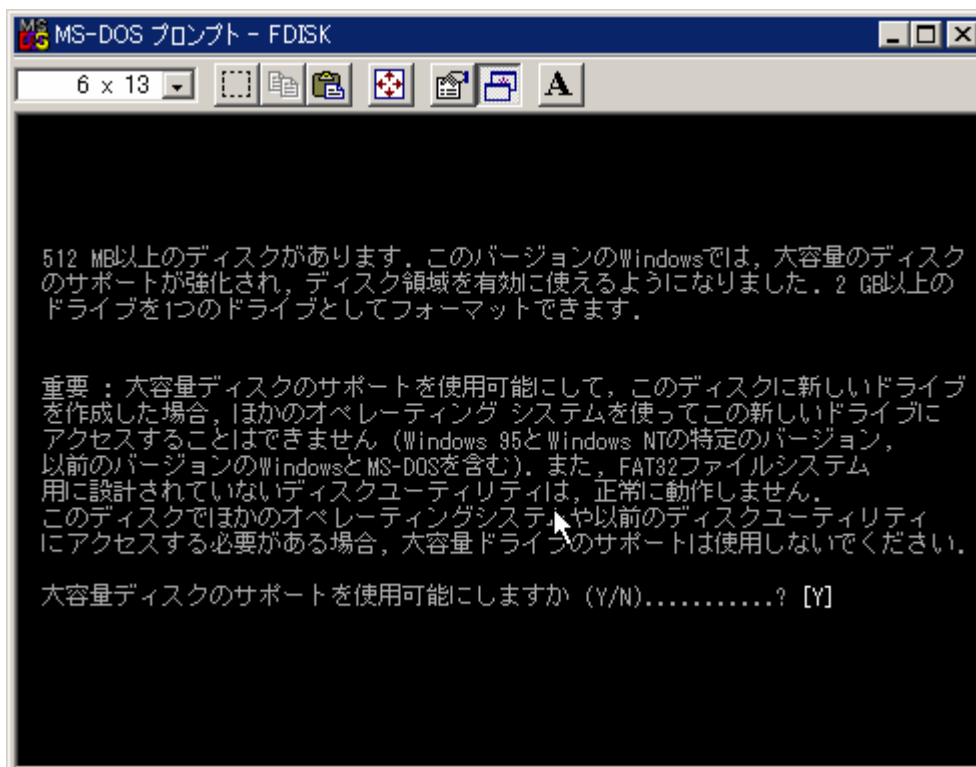 MS-DOS プロンプト - FDISK
6 x 13
A
512 MB以上のディスクがあります. このバージョンのWindowsでは, 大容量のディスク
のサポートが強化され, ディスク領域を有効に使えるようになりました. 2 GB以上の
ドライブを1つのドライブとしてフォーマットできます.
重要 : 大容量ディスクのサポートを使用可能にして, このディスクに新しいドライブ
を作成した場合, ほかのオペレーティング システムを使ってこの新しいドライブに
アクセスすることはできません (Windows 95とWindows NTの特定のバージョン,
以前のバージョンのWindowsとMS-DOSを含む). また, FAT32ファイルシステム
用に設計されていないディスクユーティリティは, 正常に動作しません.
このディスクでほかのオペレーティングシステムや以前のディスクユーティリティ
にアクセスする必要がある場合, 大容量ドライブのサポートは使用しないでください.
大容量ディスクのサポートを使用可能にしますか (Y/N)...........? [Y]